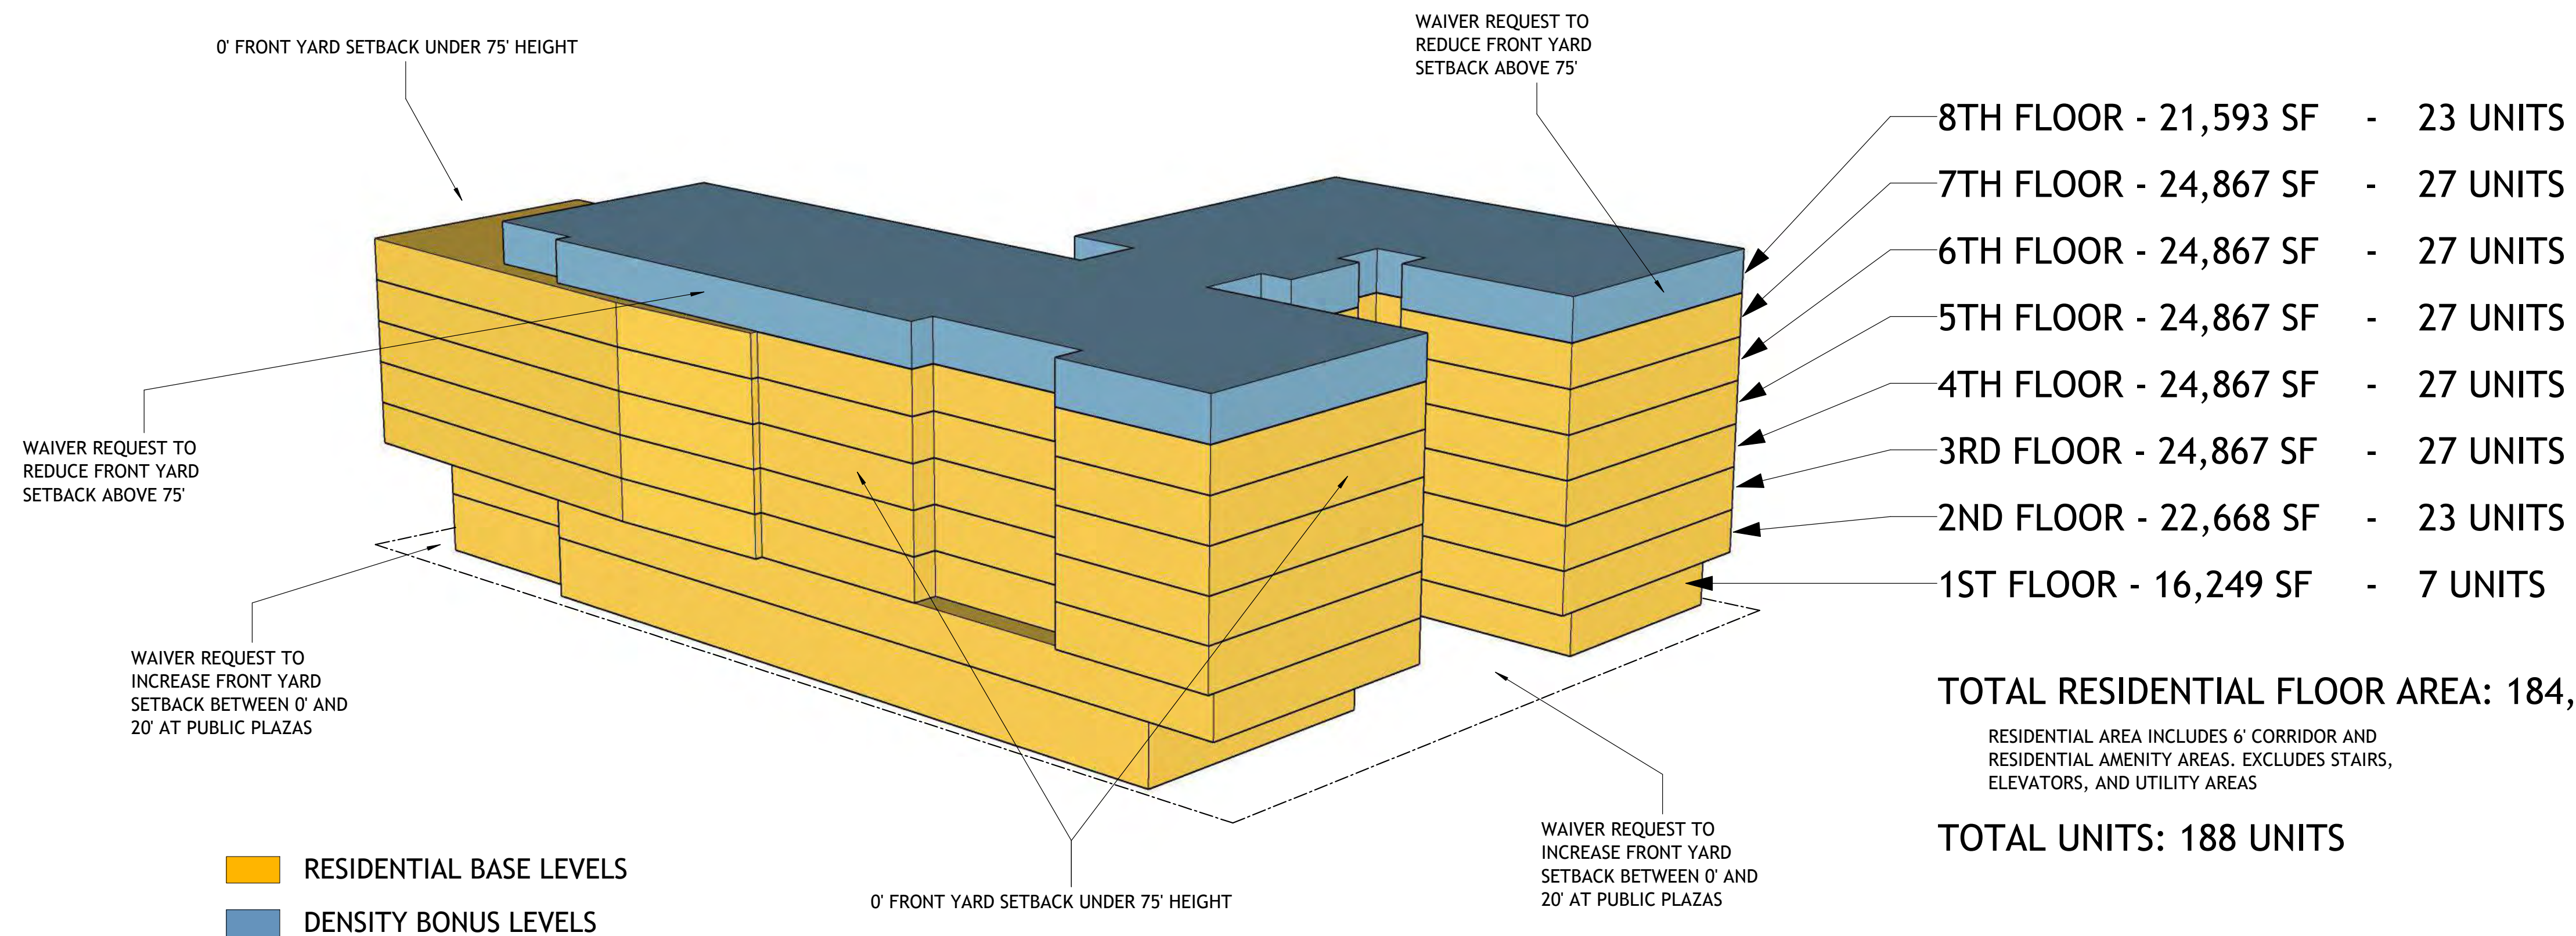 0' FRONT YARD SETBACK UNDER 75' HEIGHT
WAIVER REQUEST TO
REDUCE FRONT YARD
SETBACK ABOVE 75'
8TH FLOOR - 21,593 SF - 23 UNITS
7TH FLOOR - 24,867 SF - 27 UNITS
6TH FLOOR - 24,867 SF - 27 UNITS
5TH FLOOR - 24,867 SF - 27 UNITS
4TH FLOOR - 24,867 SF - 27 UNITS
3RD FLOOR - 24,867 SF - 27 UNITS
2ND FLOOR - 22,668 SF - 23 UNITS
1ST FLOOR - 16,249 SF - 7 UNITS
WAIVER REQUEST TO
REDUCE FRONT YARD
SETBACK ABOVE 75'
WAIVER REQUEST TO
INCREASE FRONT YARD
SETBACK BETWEEN 0' AND
20' AT PUBLIC PLAZAS
TOTAL RESIDENTIAL FLOOR AREA: 184,
RESIDENTIAL AREA INCLUDES 6' CORRIDOR AND
RESIDENTIAL AMENITY AREAS. EXCLUDES STAIRS,
ELEVATORS, AND UTILITY AREAS
TOTAL UNITS: 188 UNITS
WAIVER REQUEST TO
INCREASE FRONT YARD
SETBACK BETWEEN 0' AND
20' AT PUBLIC PLAZAS
0' FRONT YARD SETBACK UNDER 75' HEIGHT
RESIDENTIAL BASE LEVELS
DENSITY BONUS LEVELS